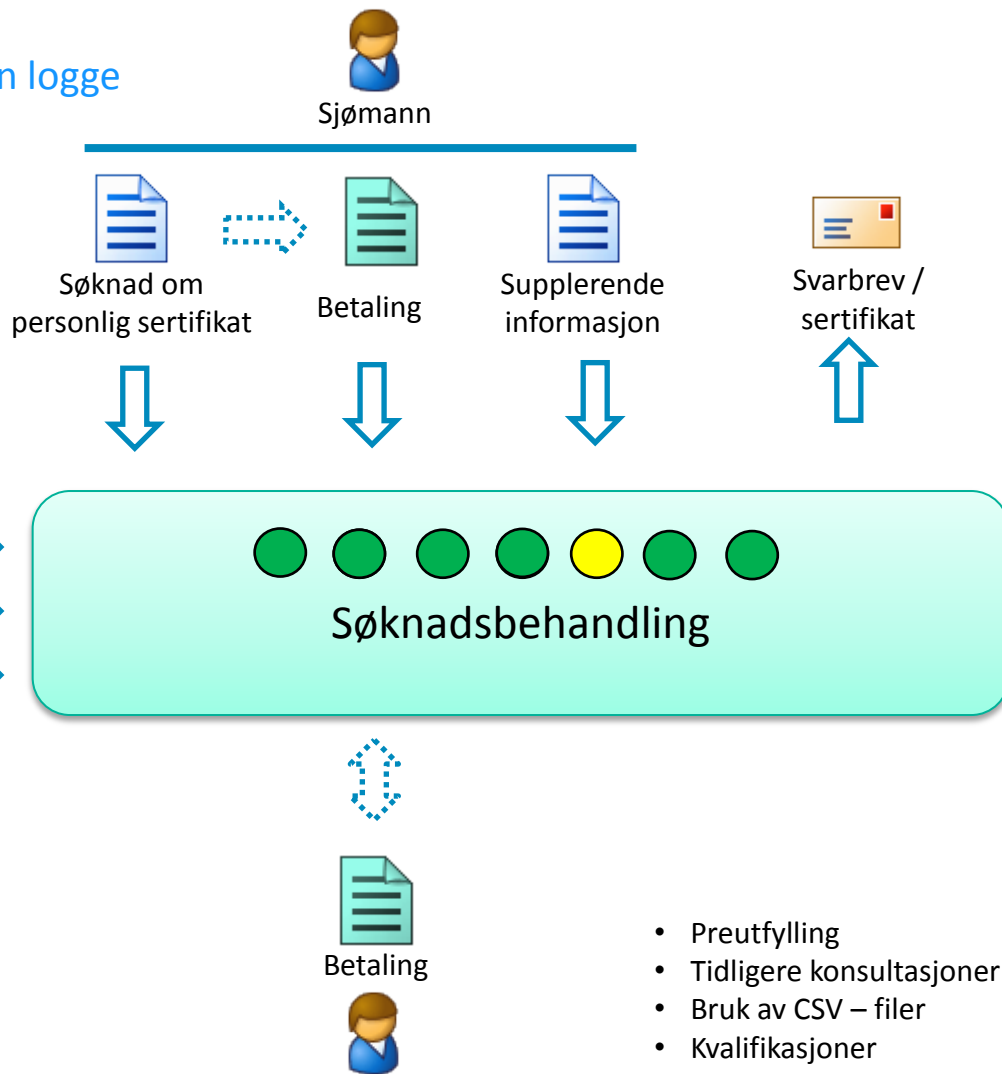 n logge
Sjømann
Søknad om
personlig sertifikat
Betaling
Supplerende
informasjon
Svarbrev /
sertifikat
Søknadsbehandling
Betaling
• Preutfylling
• Tidligere konsultasjoner
• Bruk av CSV – filer
• Kvalifikasjoner